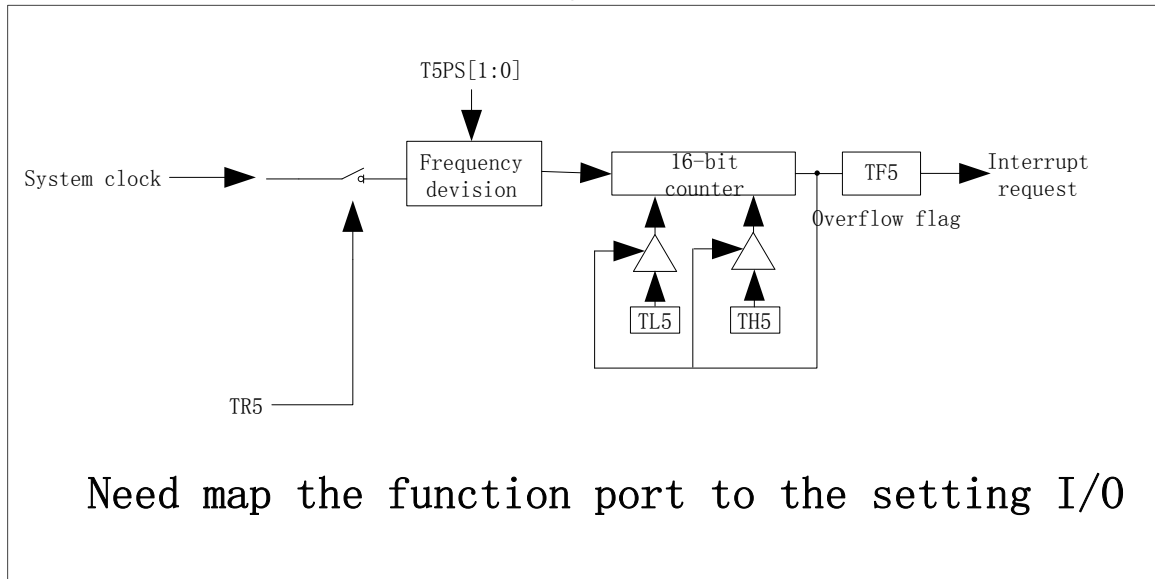 T5PS[1:0]
System clock
Frequency
devision
16-bit
counter
TF5
Interrupt
request
Overflow flag
TL5
TH5
TR5
Need map the function port to the setting I/O